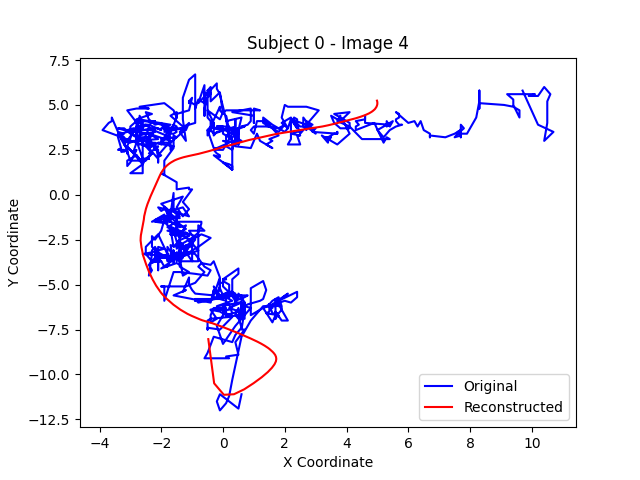 Subject 0 - Image 4
7.5
5.0
2.5
0.0
−2.5
−5.0
−7.5
−10.0
−12.5
Y Coordinate
−4 −2 0 2 4 6 8 10
X Coordinate
Original
Reconstructed